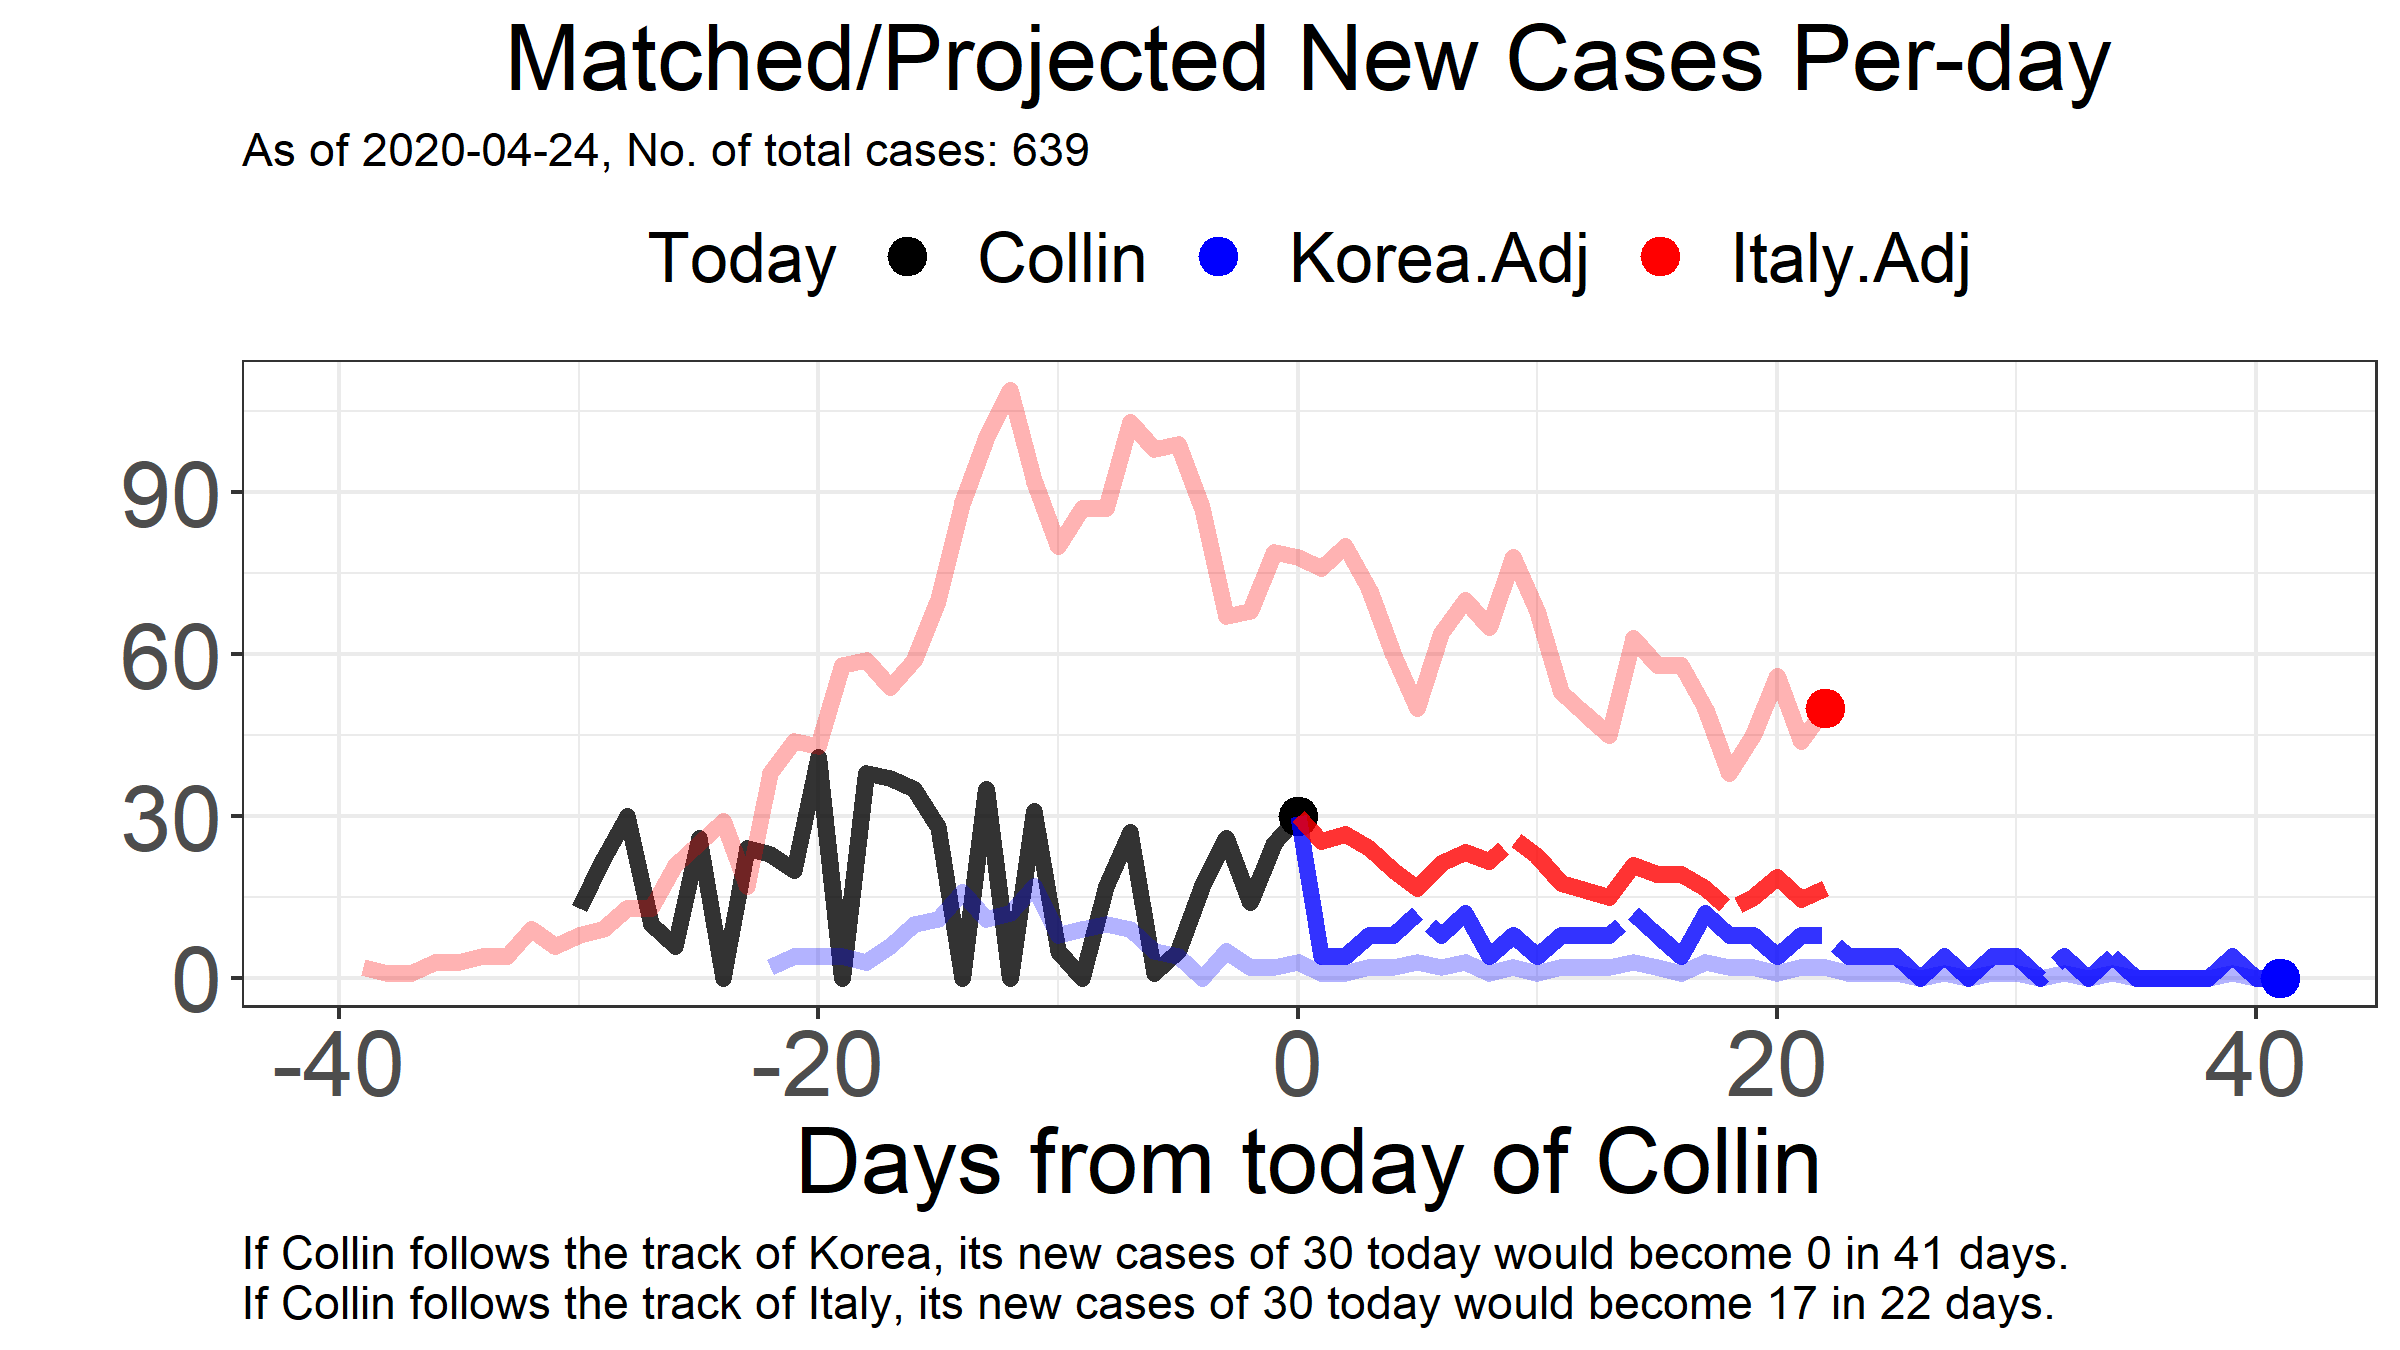 Matched/Projected New Cases Per-day
As of 2020-04-24, No. of total cases: 639
Today Collin Korea.Adj Italy.Adj
90
60
30
0
-40 -20 0 20 40
Days from today of Collin
If Collin follows the track of Korea, its new cases of 30 today would become 0 in 41 days.
If Collin follows the track of Italy, its new cases of 30 today would become 17 in 22 days.